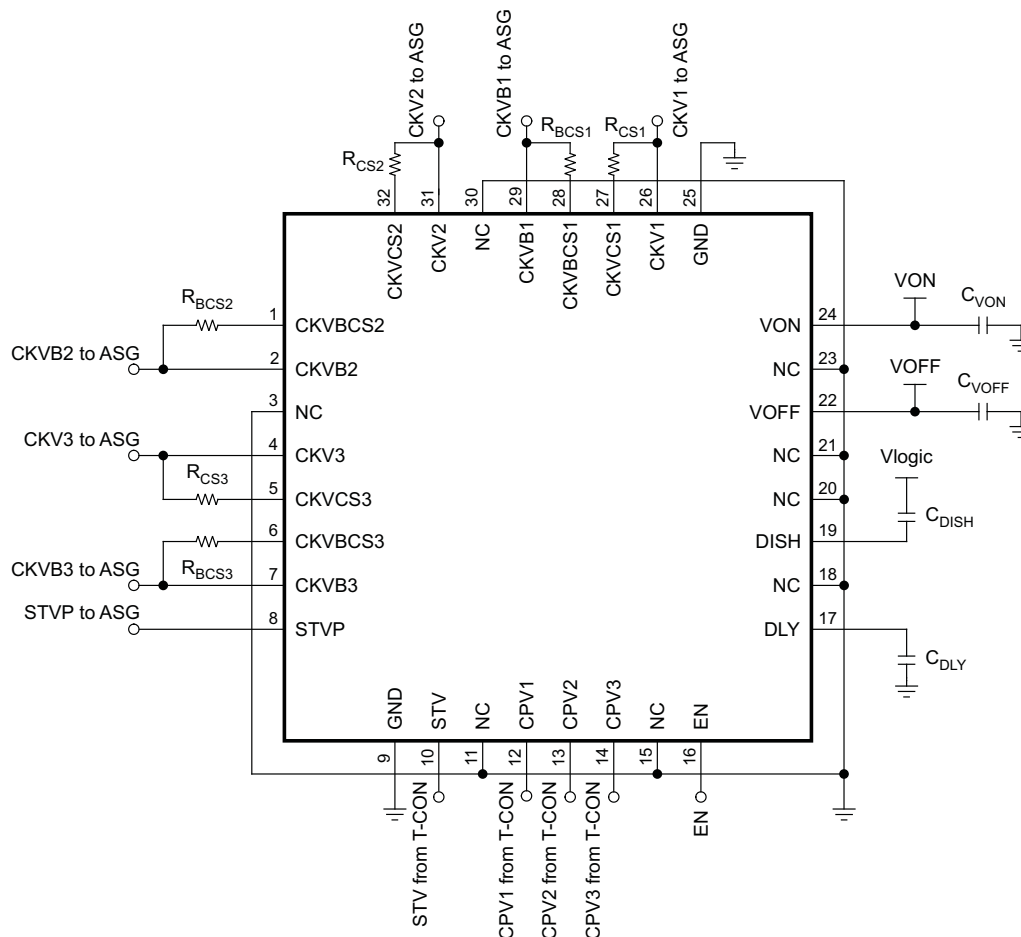 CKV2 to ASG
CKVB1 to ASG
CKV1 to ASG
RCS2
RBCS1
RCS1
32
31
30
29
28
27
26
25
CKVCS2
CKV2
NC
CKVB1
CKVBCS1
CKVCS1
CKV1
GND
RBCS2
1
CKVBCS2
CKVB2 to ASG
2
CKVB2
3
NC
CKV3 to ASG
4
CKV3
RCS3
5
CKVCS3
6
CKVBCS3
CKVB3 to ASG
RBCS3
7
CKVB3
STVP to ASG
8
STVP
VON
24
VON
CVON
NC
23
VOFF
22
VOFF
CVOFF
NC
21
Vlogic
NC
20
CDISH
DISH
19
NC
18
DLY
17
CDLY
GND
STV
NC
CPV1
CPV2
CPV3
NC
EN
9
10
11
12
13
14
15
16
STV from T-CON
CPV1 from T-CON
CPV2 from T-CON
CPV3 from T-CON
EN